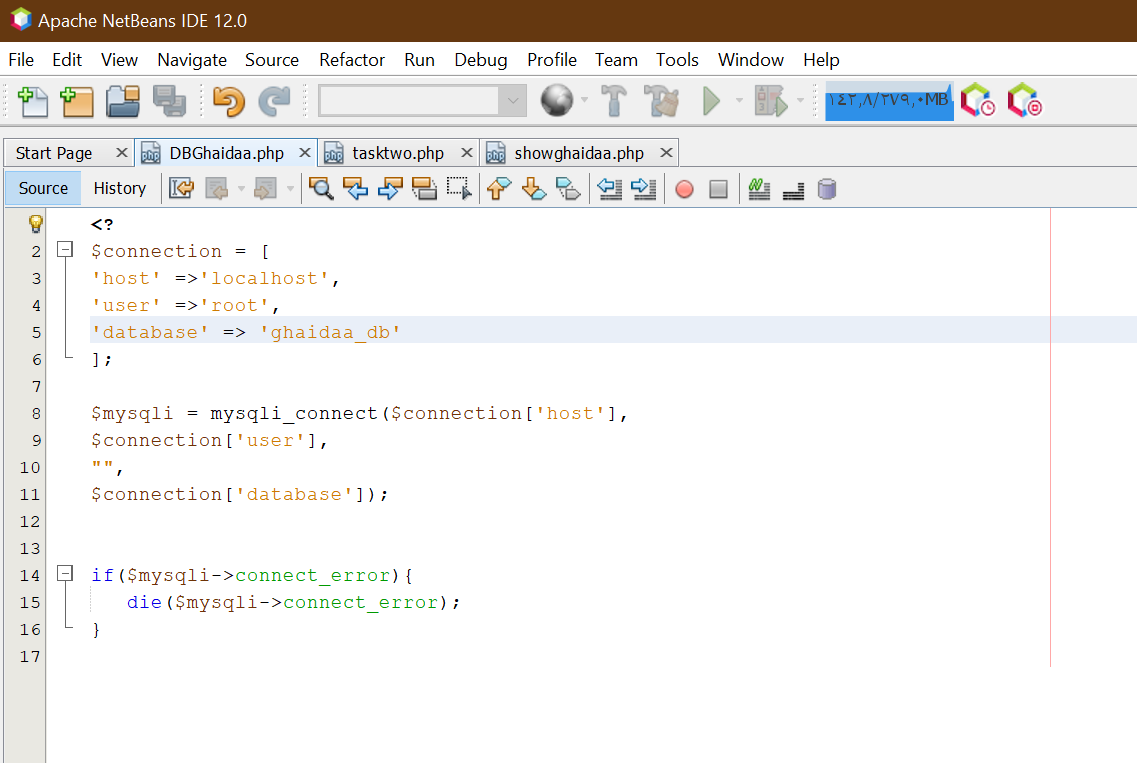 Apache NetBeans IDE 12.0
File Edit View Navigate Source Refactor Run Debug Profile Team Tools Window Help
١٤٣٫٨/٢٧٩٫٠MB
Start Page DBGhaidaa.php tasktwo.php showghaidaa.php
Source History
<?
2 $connection = [
3 'host' =>'localhost',
4 'user' =>'root',
5 'database' => 'ghaidaa_db'
6 ];
7
8 $mysqli = mysqli_connect($connection['host'],
9 $connection['user'],
10 "",
11 $connection['database']);
12
13
14 if($mysqli->connect_error){
15 die($mysqli->connect_error);
16 }
17